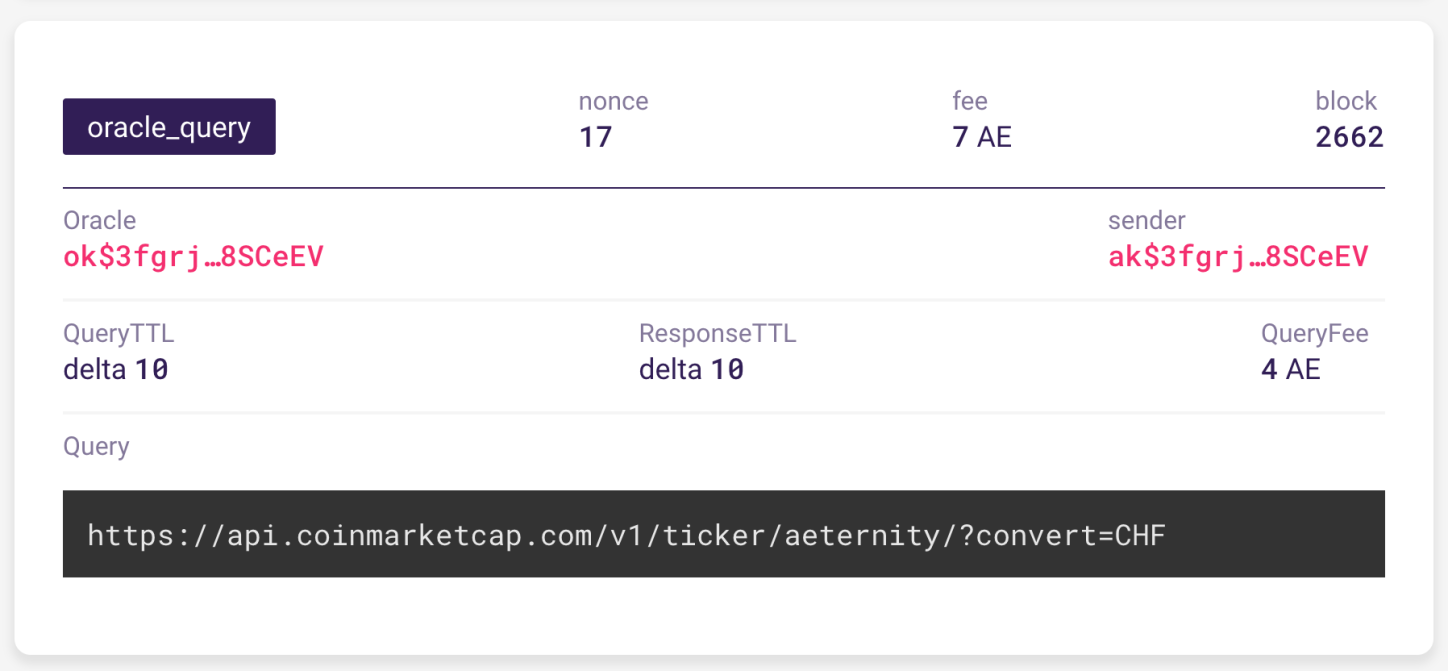 oracle_query
nonce
17
fee
7 AE
block
2662
Oracle
ok$3fgrj…8SCeEV
sender
ak$3fgrj…8SCeEV
QueryTTL
delta 10
ResponseTTL
delta 10
QueryFee
4 AE
Query
https://api.coinmarketcap.com/v1/ticker/aeternity/?convert=CHF